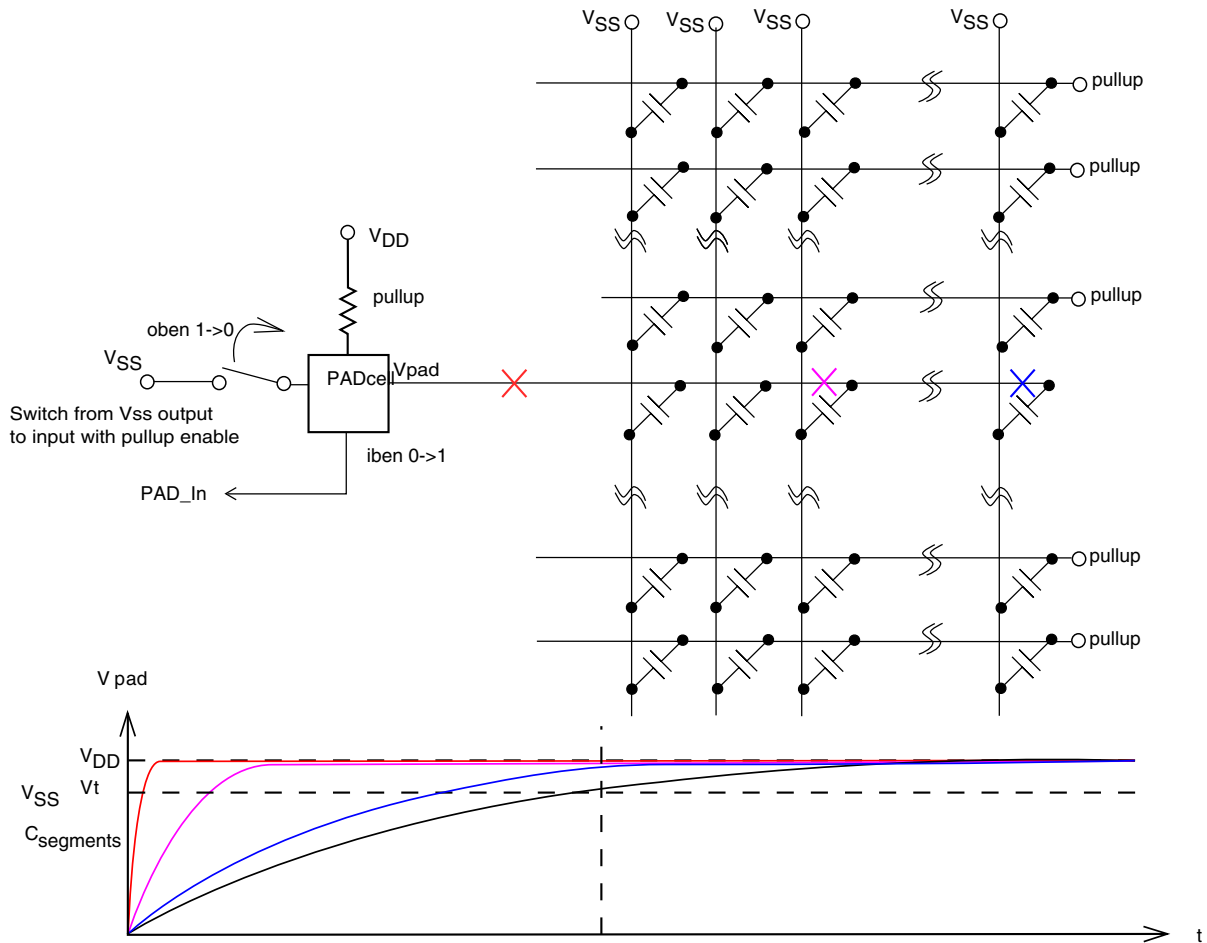 VSS VSS VSS VSS
pullup
pullup
VDD
pullup
pullup
oben 1->0
VSS
PADcell Vpad
Switch from Vss output
to input with pullup enable
iben 0->1
PAD_In
pullup
pullup
V pad
VDD
VSS Vt
Csegments
t